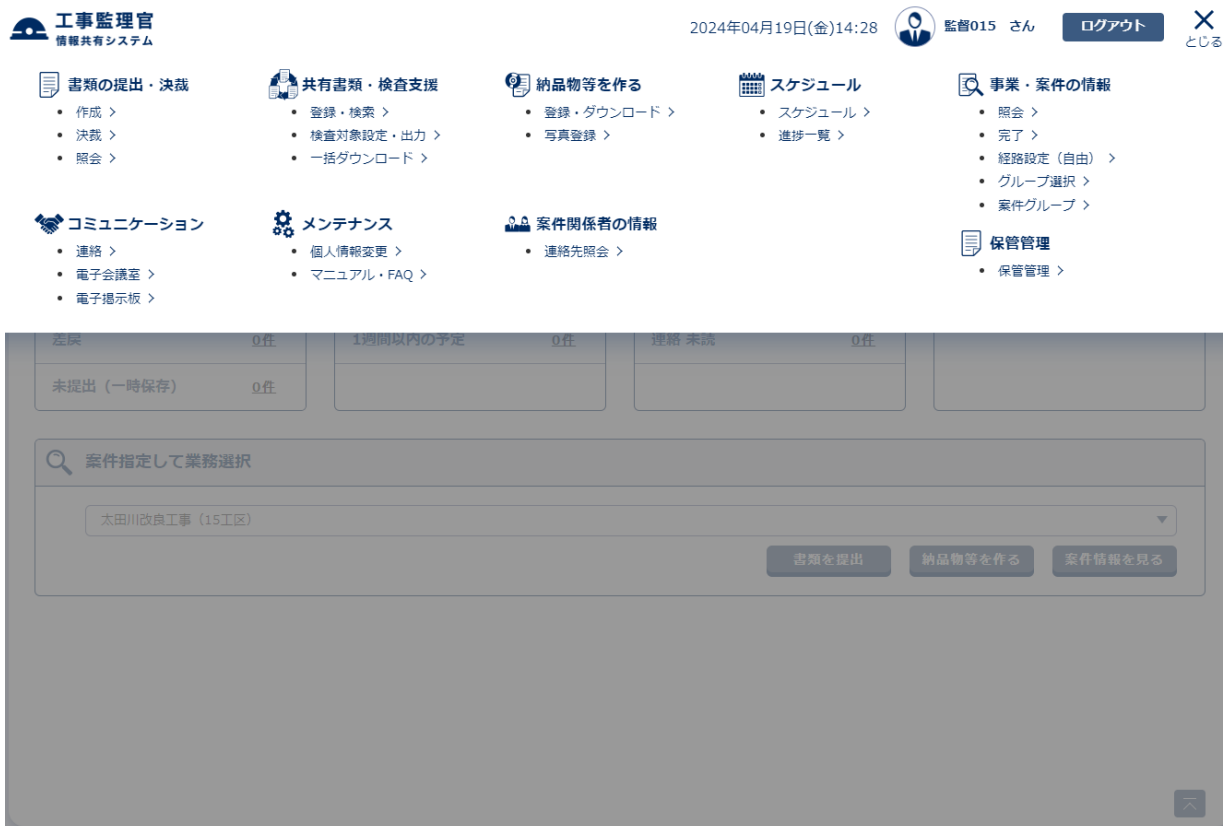 工事監理官
情報共有システム
2024年04月19日(金)14:28
監督015 さん
ログアウト
とじる
書類の提出・決裁
作成
決裁
照会
共有書類・検査支援
登録・検索
検査対象設定・出力
一括ダウンロード
納品物等を作る
登録・ダウンロード
写真登録
スケジュール
スケジュール
進捗一覧
事業・案件の情報
照会
完了
経路設定（自由）
グループ選択
案件グループ
コミュニケーション
連絡
電子会議室
電子掲示板
メンテナンス
個人情報変更
マニュアル・FAQ
案件関係者の情報
連絡先照会
保管管理
保管管理
差戻 0件
1週間以内の予定 0件
連絡 未読 0件
未提出（一時保存） 0件
案件指定して業務選択
太田川改良工事（15工区）
書類を提出
納品物等を作る
案件情報を見る